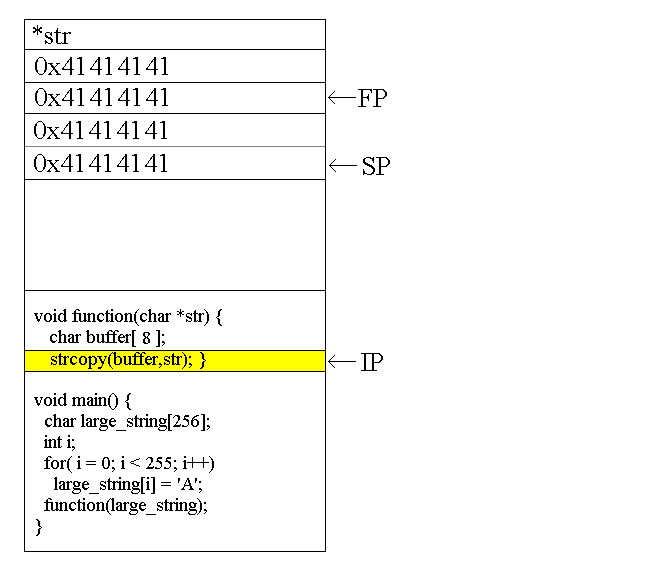 *str
0x41414141
0x41414141 ←FP
0x41414141
0x41414141 ←SP
void function(char *str) {
char buffer[ 8 ];
strcopy(buffer,str); } ←IP
void main() {
char large_string[256];
int i;
for( i = 0; i < 255; i++)
large_string[i] = 'A';
function(large_string);
}